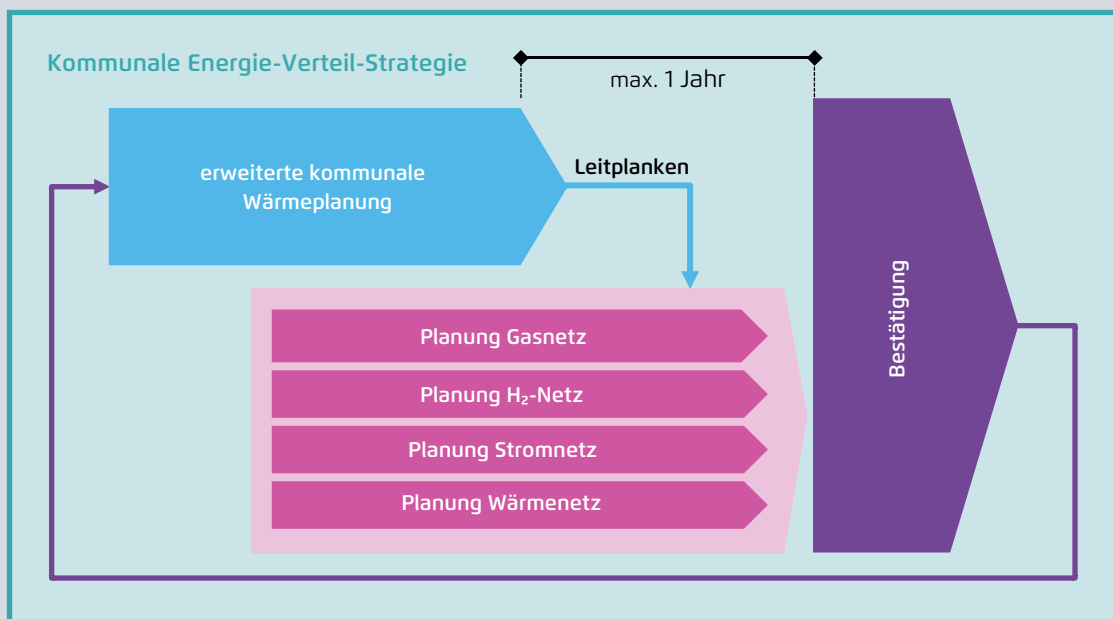 Kommunale Energie-Verteil-Strategie
max. 1 Jahr
erweiterte kommunale
Wärmeplanung
Leitplanken
Planung Gasnetz
Planung H₂-Netz
Planung Stromnetz
Planung Wärmenetz
Bestätigung